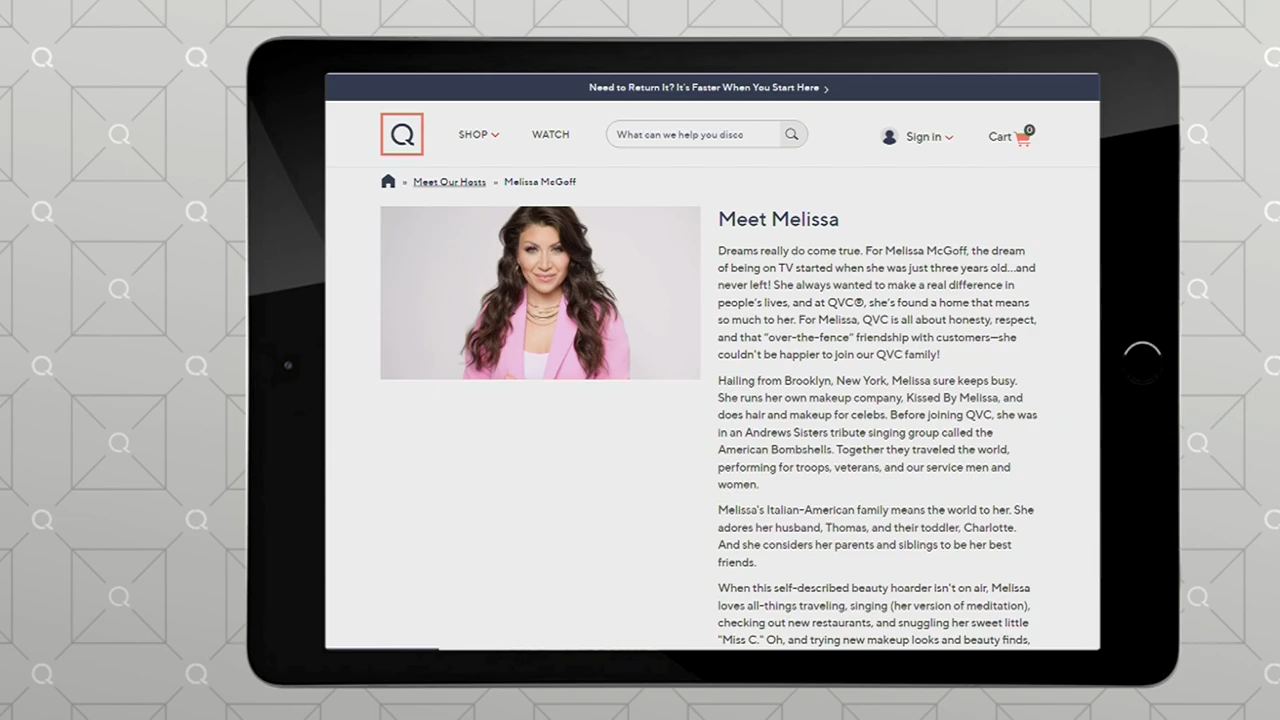 Need to Return It? It's Faster When You Start Here
Q SHOP WATCH What can we help you disco Sign in Cart 0
» Meet Our Hosts » Melissa McGoff
Meet Melissa
Dreams really do come true. For Melissa McGoff, the dream
of being on TV started when she was just three years old...and
never left! She always wanted to make a real difference in
people's lives, and at QVC®, she's found a home that means
so much to her. For Melissa, QVC is all about honesty, respect,
and that "over-the-fence" friendship with customers—she
couldn't be happier to join our QVC family!
Hailing from Brooklyn, New York, Melissa sure keeps busy.
She runs her own makeup company, Kissed By Melissa, and
does hair and makeup for celebs. Before joining QVC, she was
in an Andrews Sisters tribute singing group called the
American Bombshells. Together they traveled the world,
performing for troops, veterans, and our service men and
women.
Melissa's Italian-American family means the world to her. She
adores her husband, Thomas, and their toddler, Charlotte.
And she considers her parents and siblings to be her best
friends.
When this self-described beauty hoarder isn't on air, Melissa
loves all-things traveling, singing (her version of meditation),
checking out new restaurants, and snuggling her sweet little
"Miss C." Oh, and trying new makeup looks and beauty finds,